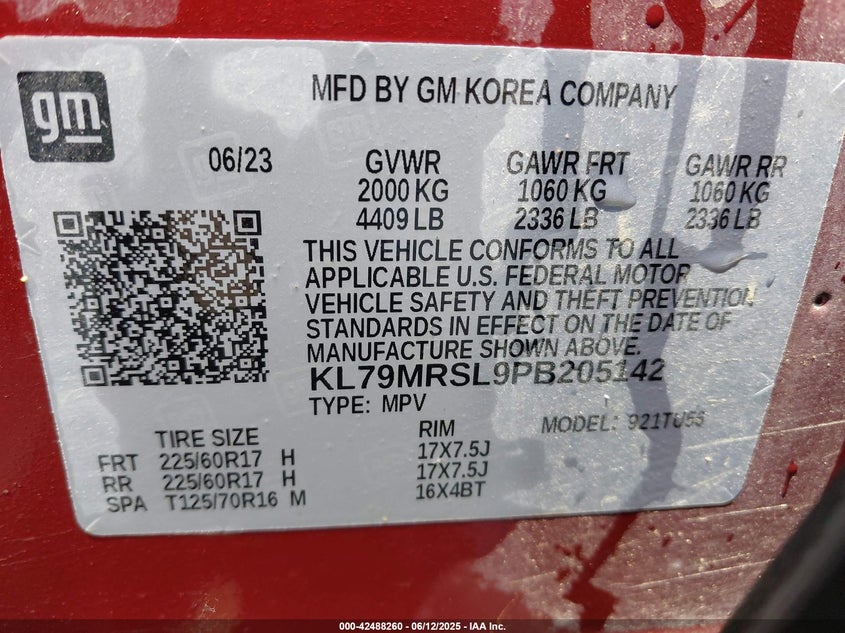 gm
MFD BY GM KOREA COMPANY
06/23 GVWR GAWR FRT GAWR RR
2000 KG 1060 KG 1060 KG
4409 LB 2336 LB 2336 LB
THIS VEHICLE CONFORMS TO ALL
APPLICABLE U.S. FEDERAL MOTOR
VEHICLE SAFETY AND THEFT PREVENTION
STANDARDS IN EFFECT ON THE DATE OF
MANUFACTURE SHOWN ABOVE.
KL79MRSL9PB205142
TYPE: MPV MODEL: 921TU56
TIRE SIZE RIM
FRT 225/60R17 H 17X7.5J
RR 225/60R17 H 17X7.5J
SPA T125/70R16 M 16X4BT
000-42488260 - 06/12/2025 - IAA Inc.